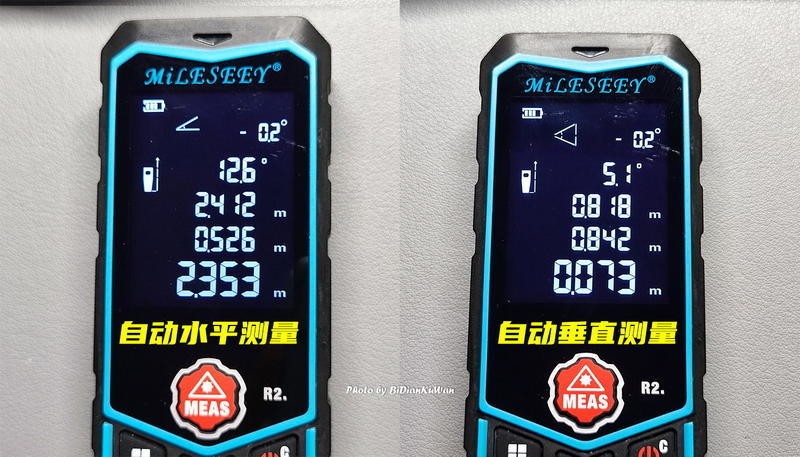 MiLESEEY®
- 0.2°
12.6°
2.412 m
0.526 m
2.353 m
自动水平测量
MEAS
R2.
C
MiLESEEY®
- 0.2°
5.1°
0.818 m
0.842 m
0.073 m
自动垂直测量
MEAS
R2.
C
Photo by BiDianKiWan